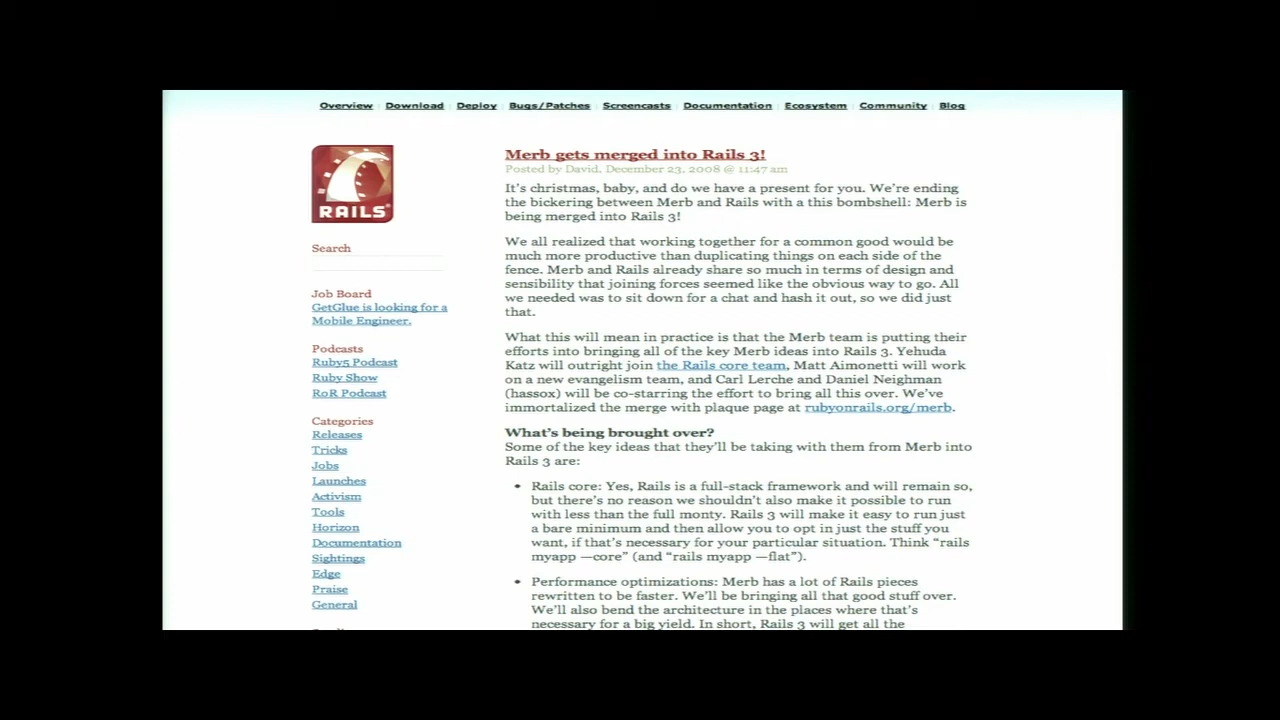 Overview Download Deploy Bugs/Patches Screencasts Documentation Ecosystem Community Blog
RAILS
Search
Job Board
GetGlue is looking for a
Mobile Engineer.
Podcasts
Ruby5 Podcast
Ruby Show
RoR Podcast
Categories
Releases
Tricks
Jobs
Launches
Activism
Tools
Horizon
Documentation
Sightings
Edge
Praise
General
Merb gets merged into Rails 3!
Posted by David, December 23, 2008 @ 11:47 am
It's christmas, baby, and do we have a present for you. We're ending
the bickering between Merb and Rails with a this bombshell: Merb is
being merged into Rails 3!
We all realized that working together for a common good would be
much more productive than duplicating things on each side of the
fence. Merb and Rails already share so much in terms of design and
sensibility that joining forces seemed like the obvious way to go. All
we needed was to sit down for a chat and hash it out, so we did just
that.
What this will mean in practice is that the Merb team is putting their
efforts into bringing all of the key Merb ideas into Rails 3. Yehuda
Katz will outright join the Rails core team, Matt Aimonetti will work
on a new evangelism team, and Carl Lerche and Daniel Neighman
(hassox) will be co-starring the effort to bring all this over. We've
immortalized the merge with plaque page at rubyonrails.org/merb.
What's being brought over?
Some of the key ideas that they'll be taking with them from Merb into
Rails 3 are:
• Rails core: Yes, Rails is a full-stack framework and will remain so,
but there's no reason we shouldn't also make it possible to run
with less than the full monty. Rails 3 will make it easy to run just
a bare minimum and then allow you to opt in just the stuff you
want, if that's necessary for your particular situation. Think “rails
myapp —core” (and “rails myapp —flat”).
• Performance optimizations: Merb has a lot of Rails pieces
rewritten to be faster. We'll be bringing all that good stuff over.
We'll also bend the architecture in the places where that's
necessary for a big yield. In short, Rails 3 will get all the